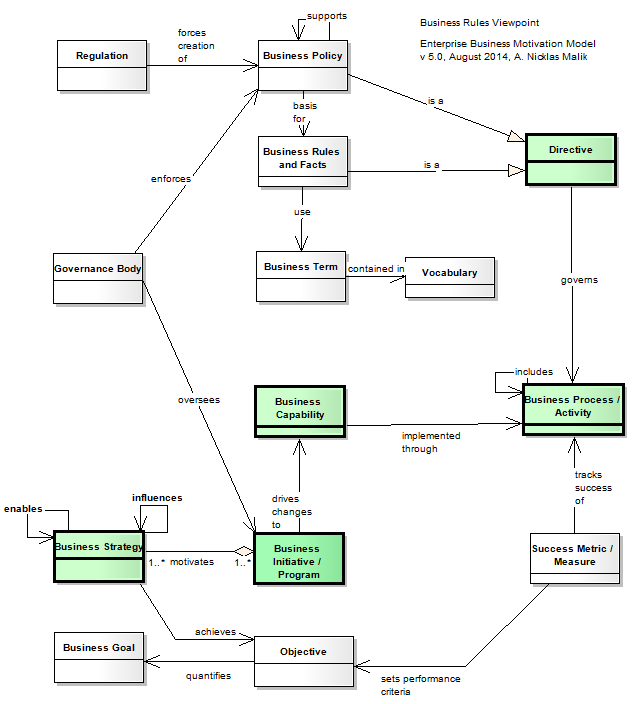 supports
Business Rules Viewpoint
forces
creation
of
Enterprise Business Motivation Model
v 5.0, August 2014, A. Nicklas Malik
Regulation
Business Policy
is a
basis
for
Business Rules
and Facts
Directive
is a
enforces
use
Governance Body
Business Term
contained in
Vocabulary
governs
includes
oversees
Business
Capability
Business Process /
Activity
implemented
through
tracks
success
of
influences
enables
drives
changes
to
Business Strategy
1..*
motivates
1..*
Business
Initiative /
Program
Success Metric /
Measure
achieves
Business Goal
Objective
quantifies
sets performance
criteria